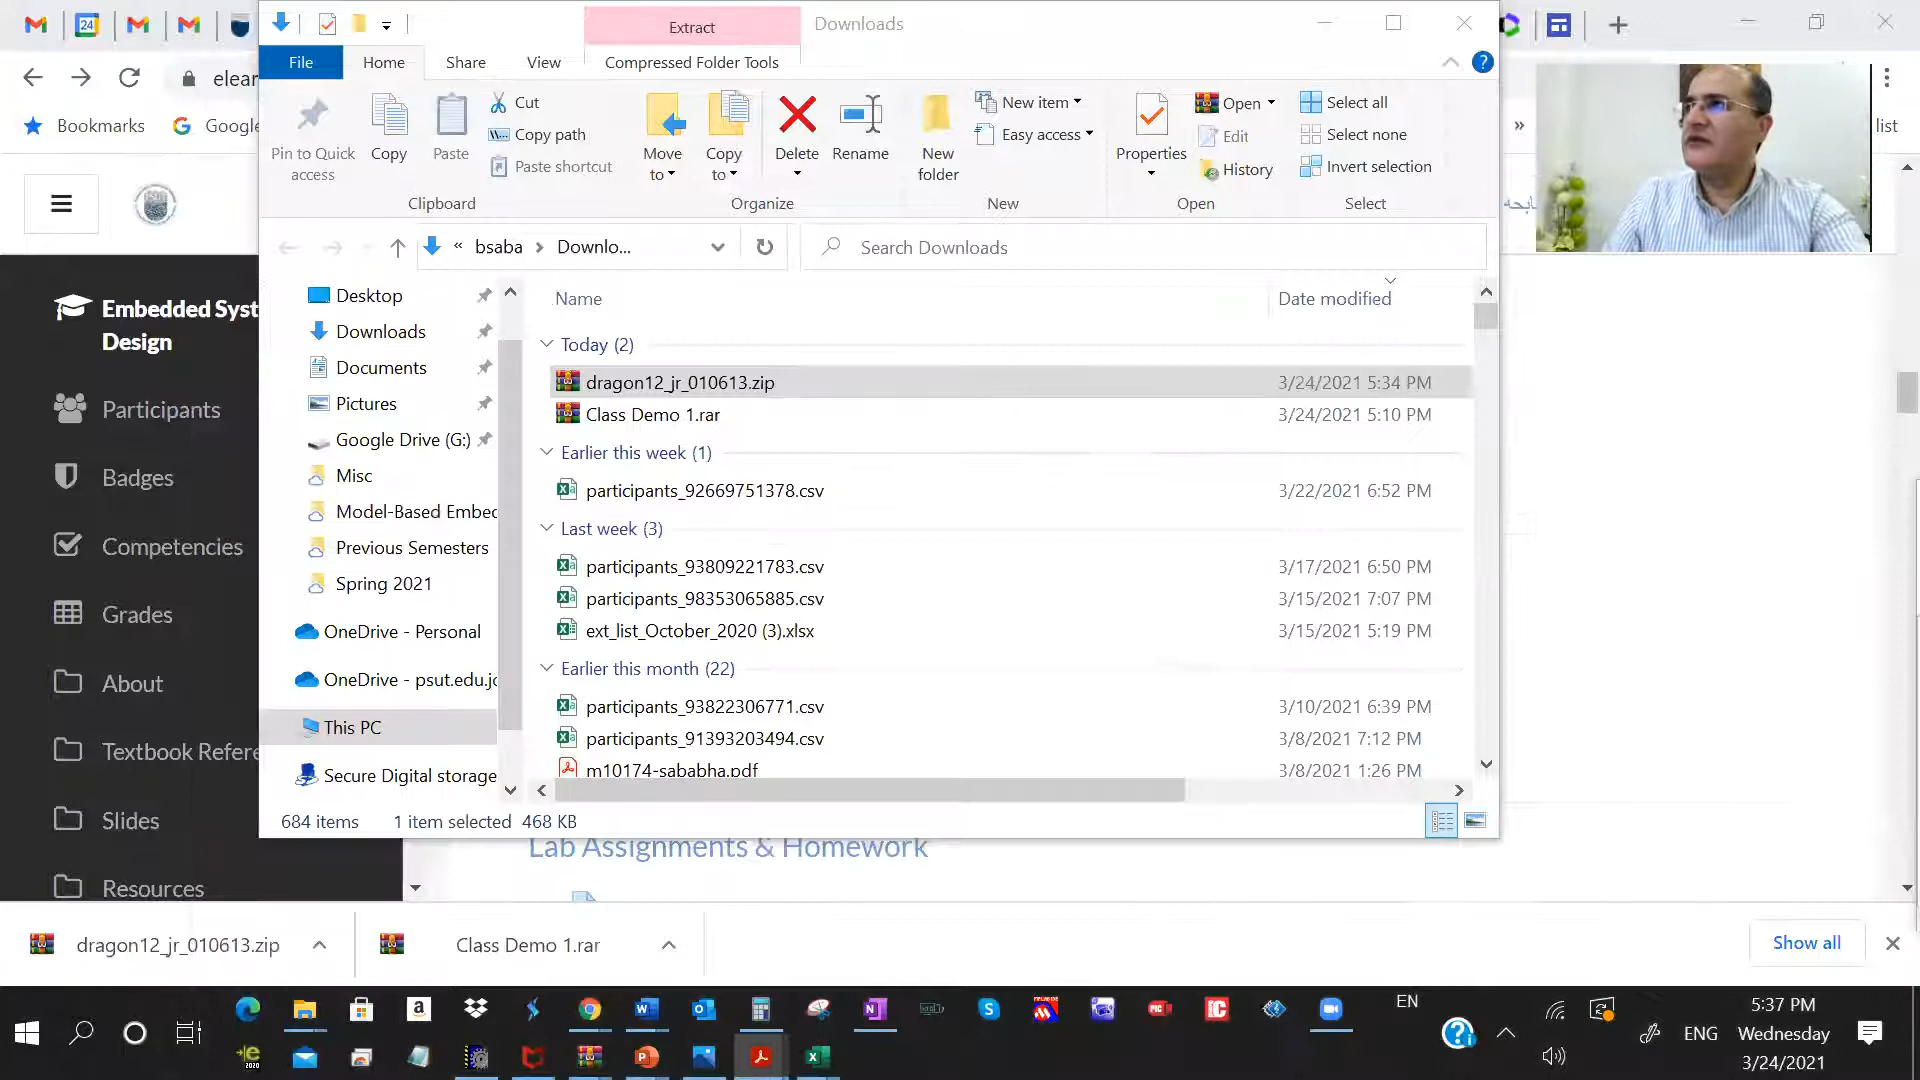 24
Extract
Downloads
File
Home
Share
View
Compressed Folder Tools
elear
Bookmarks
Google
list
Pin to Quick access
Copy
Paste
Cut
Copy path
Paste shortcut
Move to
Copy to
Delete
Rename
New folder
New item
Easy access
Properties
Open
Edit
History
Select all
Select none
Invert selection
Clipboard
Organize
New
Open
Select
« bsaba > Downlo...
Search Downloads
Embedded Syst
Design
Participants
Badges
Competencies
Grades
About
Textbook Refere
Slides
Resources
Desktop
Downloads
Documents
Pictures
Google Drive (G:)
Misc
Model-Based Embec
Previous Semesters
Spring 2021
OneDrive - Personal
OneDrive - psut.edu.jo
This PC
Secure Digital storage
Name
Date modified
Today (2)
dragon12_jr_010613.zip 3/24/2021 5:34 PM
Class Demo 1.rar 3/24/2021 5:10 PM
Earlier this week (1)
participants_92669751378.csv 3/22/2021 6:52 PM
Last week (3)
participants_93809221783.csv 3/17/2021 6:50 PM
participants_98353065885.csv 3/15/2021 7:07 PM
ext_list_October_2020 (3).xlsx 3/15/2021 5:19 PM
Earlier this month (22)
participants_93822306771.csv 3/10/2021 6:39 PM
participants_91393203494.csv 3/8/2021 7:12 PM
m10174-sababha.pdf 3/8/2021 1:26 PM
684 items 1 item selected 468 KB
Lab Assignments & Homework
dragon12_jr_010613.zip
Class Demo 1.rar
Show all
EN
ENG
5:37 PM
Wednesday
3/24/2021